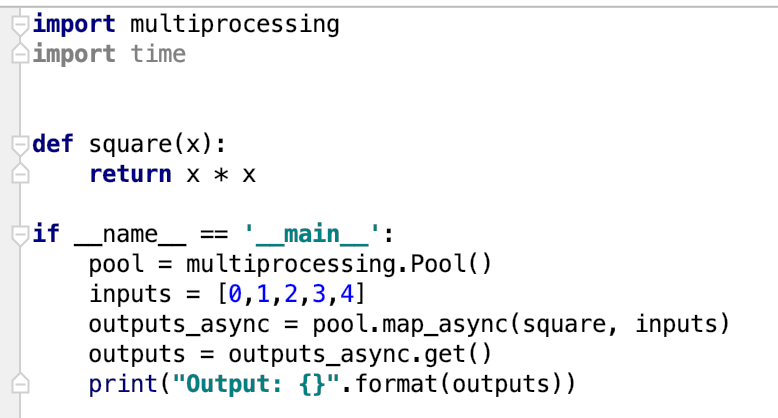 import multiprocessing
import time
def square(x):
    return x * x
if __name__ == '__main__':
    pool = multiprocessing.Pool()
    inputs = [0,1,2,3,4]
    outputs_async = pool.map_async(square, inputs)
    outputs = outputs_async.get()
    print("Output: {}".format(outputs))